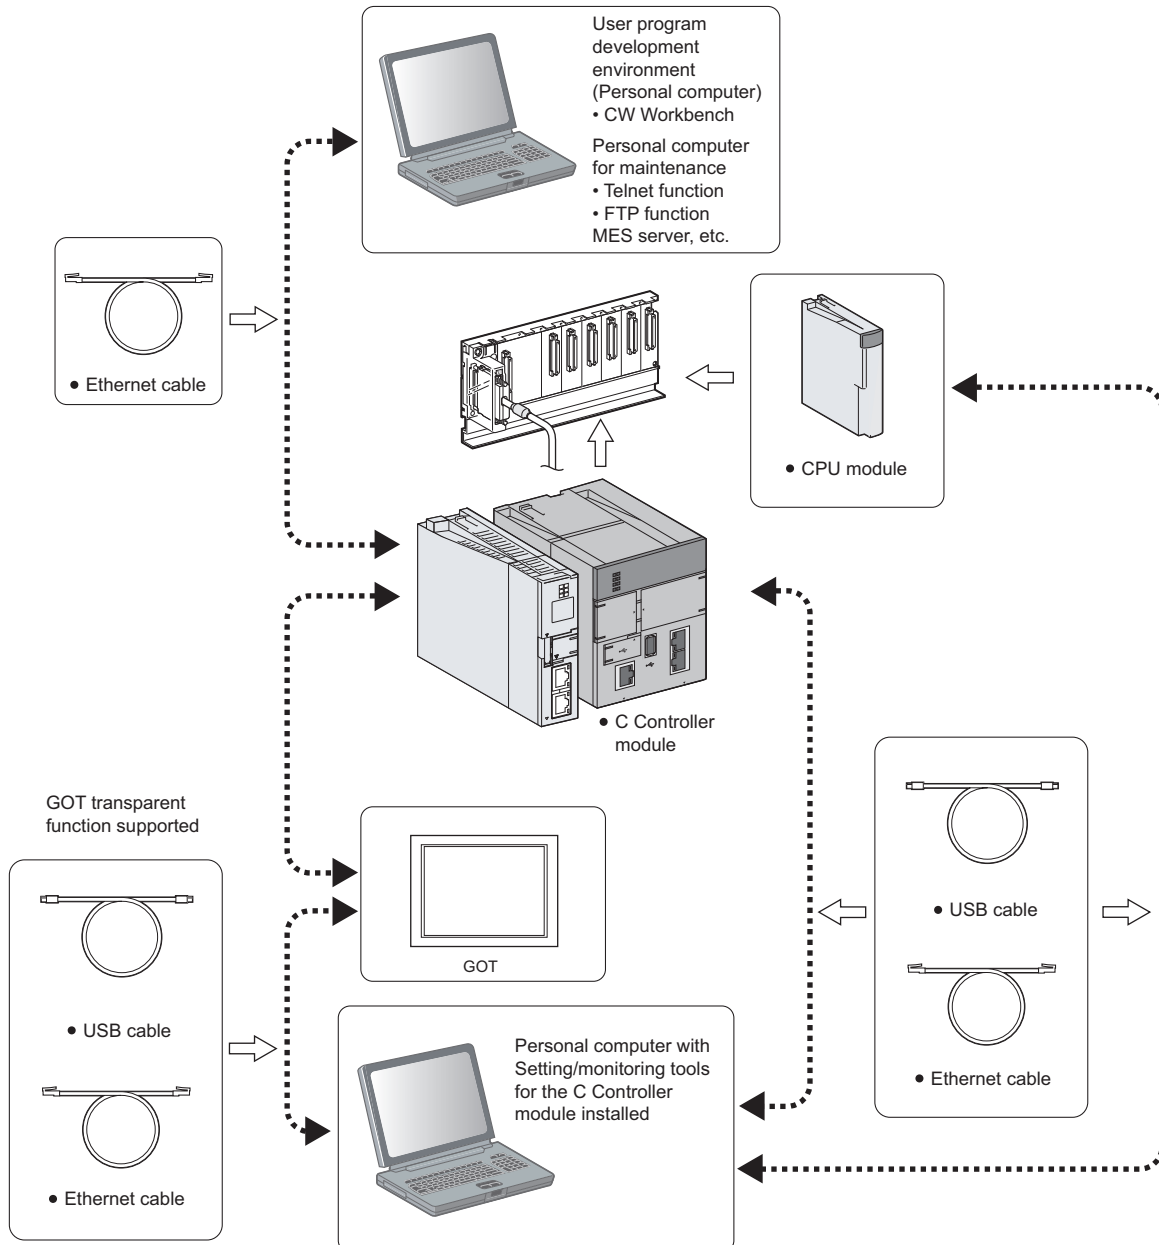 User program
development
environment
(Personal computer)
• CW Workbench
Personal computer
for maintenance
• Telnet function
• FTP function
MES server, etc.
• Ethernet cable
• CPU module
• C Controller
module
GOT transparent
function supported
• USB cable
• Ethernet cable
GOT
• USB cable
• Ethernet cable
Personal computer with
Setting/monitoring tools
for the C Controller
module installed